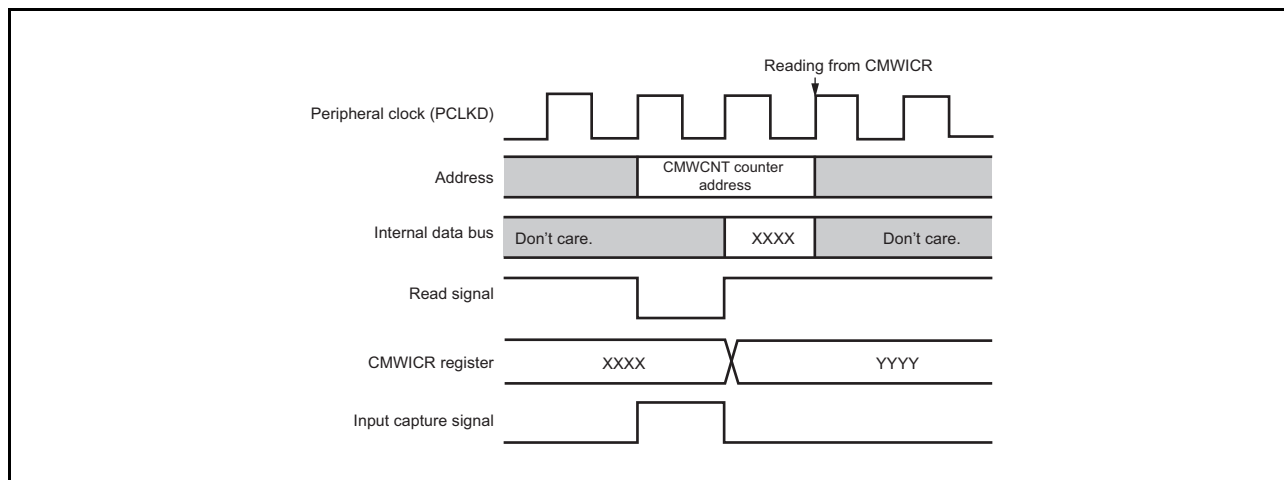 Reading from CMWICR
Peripheral clock (PCLKD)
Address
CMWCNT counter
address
Internal data bus
Don't care.
XXXX
Don't care.
Read signal
CMWICR register
XXXX
YYYY
Input capture signal